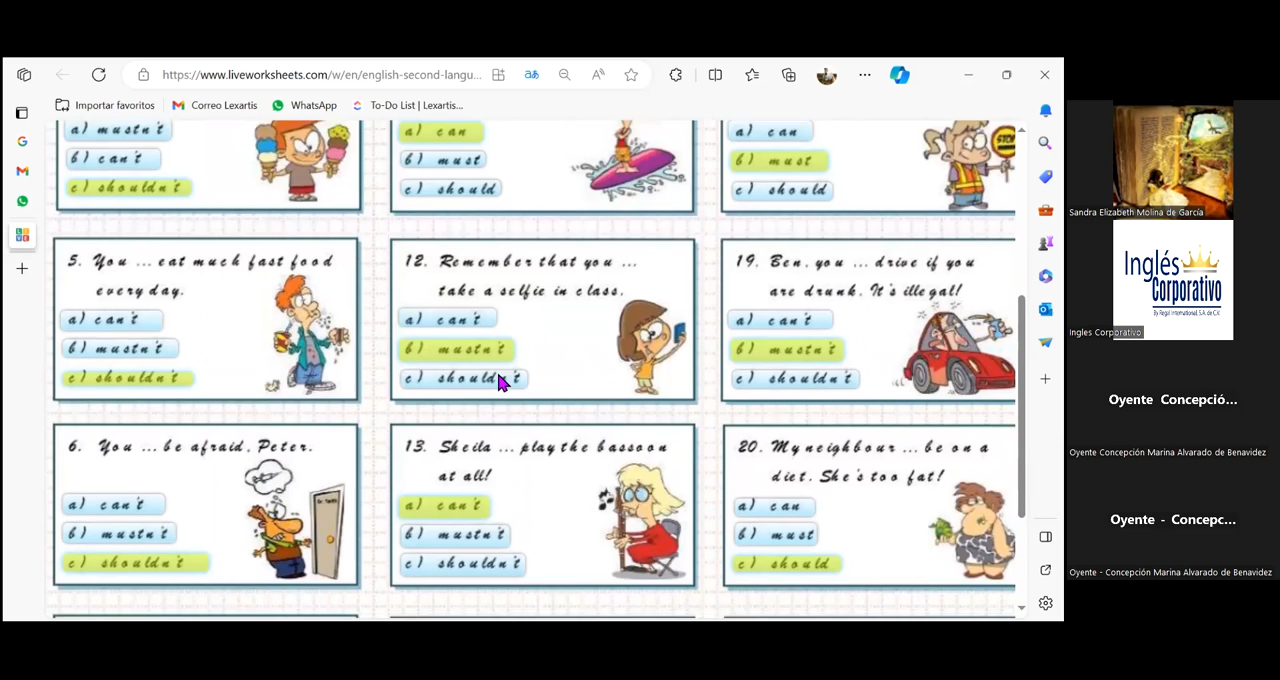 https://www.liveworksheets.com/w/en/english-second-langu...
Importar favoritos
Correo Lexartis
WhatsApp
To-Do List | Lexartis...
a) mustn't
b) can't
c) shouldn't
a) can
b) must
c) should
a) can
b) must
c) should
STOP
5. You ... eat much fast food
every day.
a) can't
b) mustn't
c) shouldn't
12. Remember that you ...
take a selfie in class.
a) can't
b) mustn't
c) shouldn't
19. Ben, you ... drive if you
are drunk. It's illegal!
a) can't
b) mustn't
c) shouldn't
6. You ... be afraid, Peter.
a) can't
b) mustn't
c) shouldn't
13. Sheila ... play the bassoon
at all!
a) can't
b) mustn't
c) shouldn't
20. My neighbour ... be on a
diet. She's too fat!
a) can
b) must
c) should
Sandra Elizabeth Molina de García
Inglés
Corporativo
By Regal International, S.A. de C.V.
Ingles Corporativo
Oyente Concepció...
Oyente Concepción Marina Alvarado de Benavidez
Oyente - Concepc...
Oyente - Concepción Marina Alvarado de Benavidez